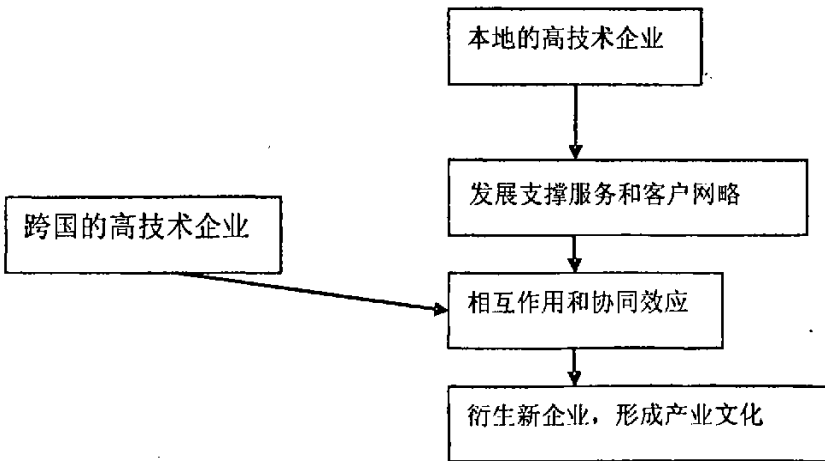 本地的高技术企业
发展支撑服务和客户网略
跨国的高技术企业
相互作用和协同效应
衍生新企业，形成产业文化